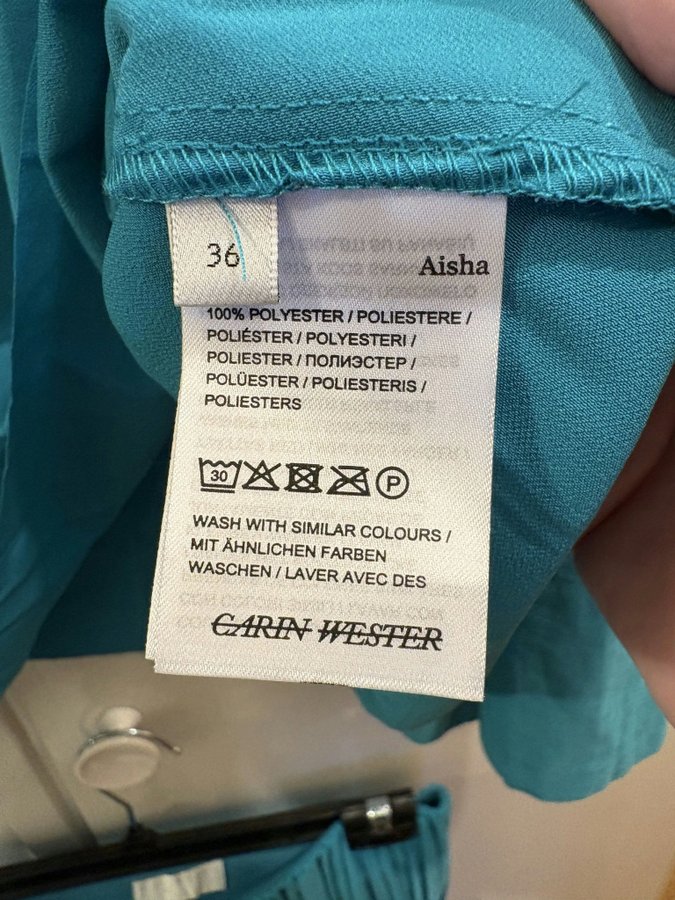 36
Aisha
100% POLYESTER / POLIESTERE /
POLIÉSTER / POLYESTERI /
POLIESTER / ПОЛИЭСТЕР /
POLÜESTER / POLIESTERIS /
POLIESTERS
30 P
WASH WITH SIMILAR COLOURS /
MIT ÄHNLICHEN FARBEN
WASCHEN / LAVER AVEC DES
CARIN WESTER